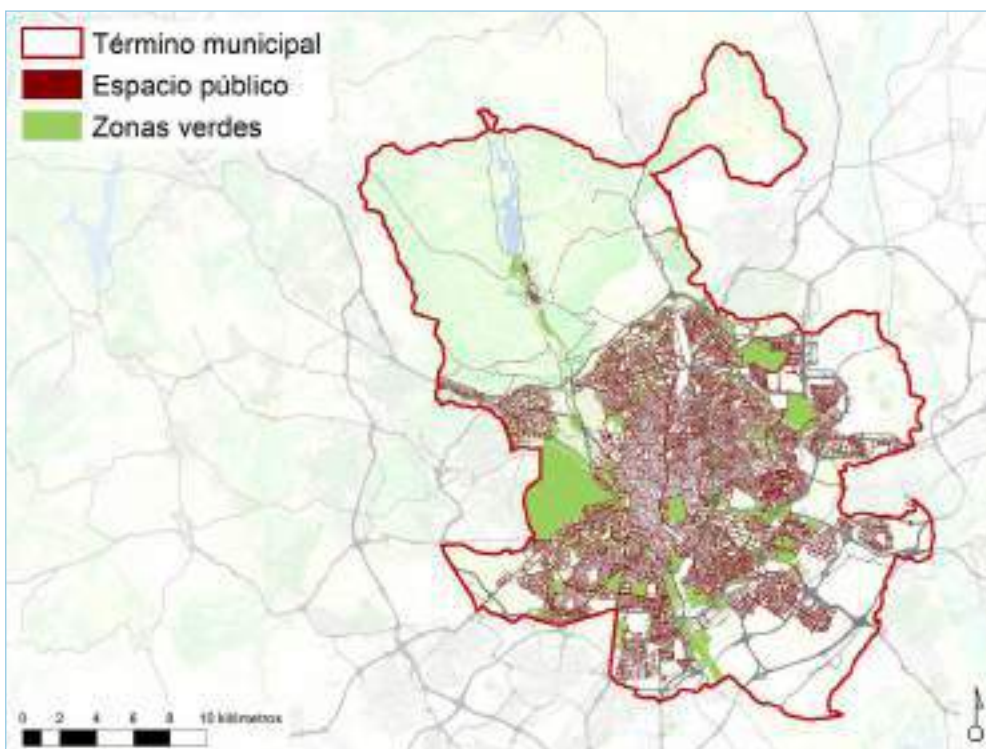 Término municipal
Espacio público
Zonas verdes
0 2 4 6 8 10 kilómetros